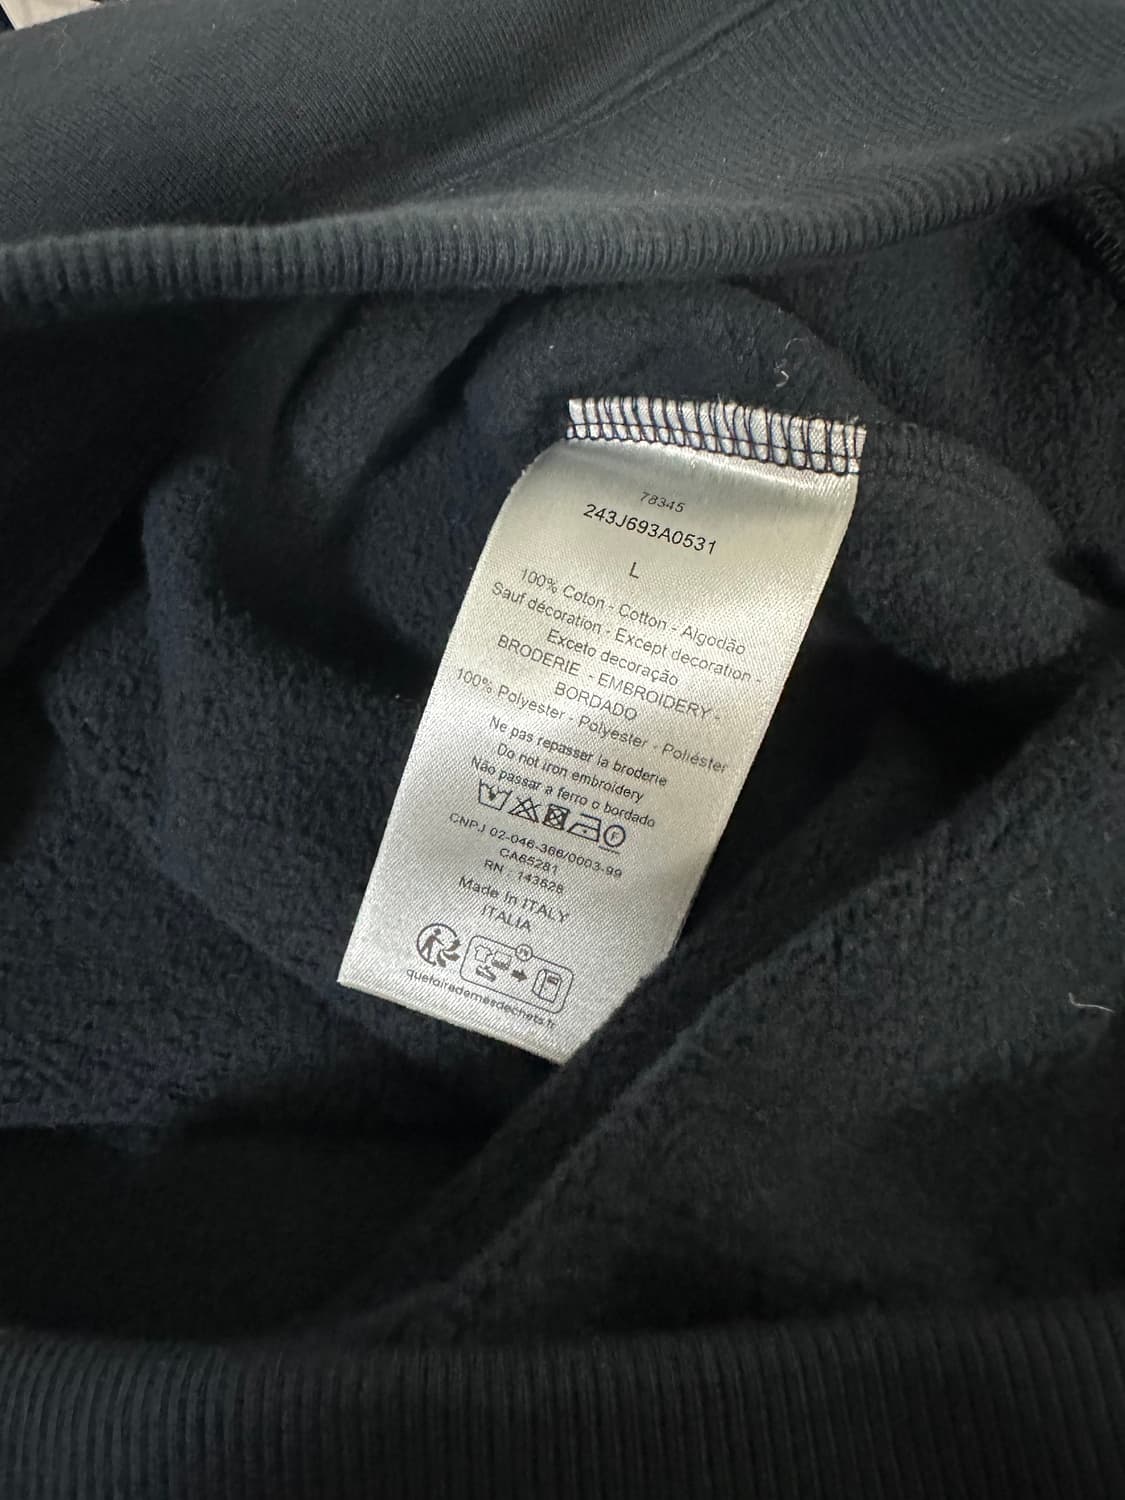 78345
243J693A0531
L
100% Coton - Cotton - Algodão
Sauf décoration - Except decoration -
Exceto decoração
BRODERIE - EMBROIDERY -
BORDADO
100% Polyester - Polyester - Poliéster
Ne pas repasser la broderie
Do not iron embroidery
Não passar a ferro o bordado
F
CNPJ 02-046-366/0003-99
CA65281
RN : 143628
Made in ITALY
ITALIA
quefairedemesdechets.fr